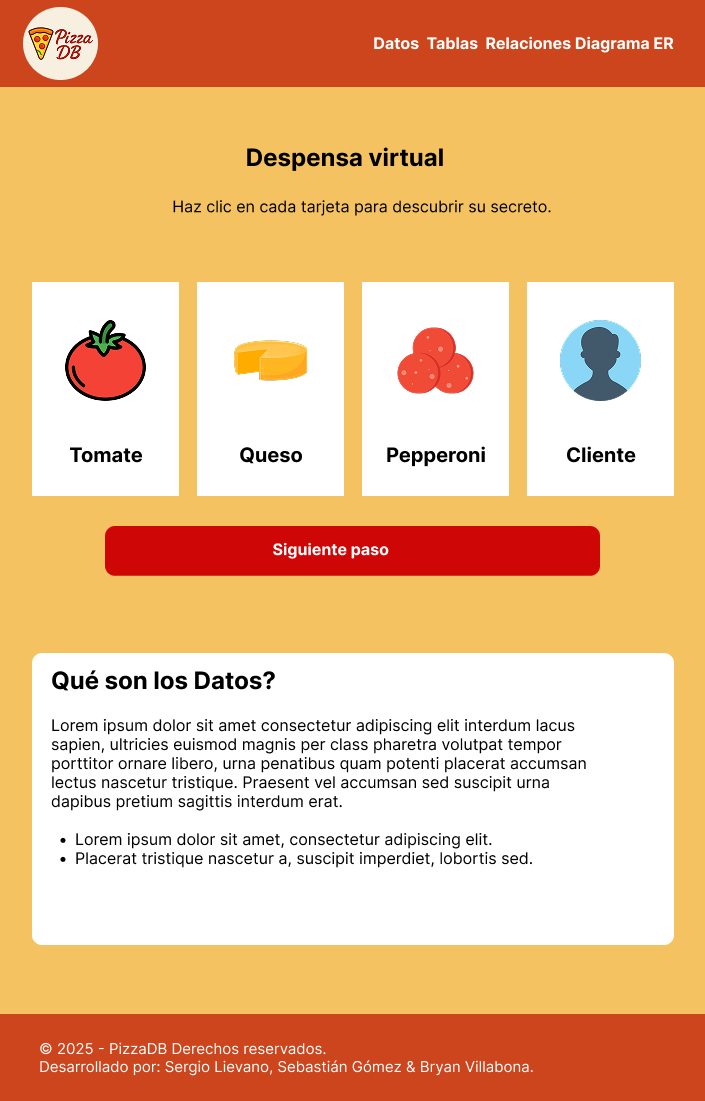 Pizza
DB
Datos Tablas Relaciones Diagrama ER
Despensa virtual
Haz clic en cada tarjeta para descubrir su secreto.
Tomate
Queso
Pepperoni
Cliente
Siguiente paso
Qué son los Datos?
Lorem ipsum dolor sit amet consectetur adipiscing elit interdum lacus
sapien, ultricies euismod magnis per class pharetra volutpat tempor
porttitor ornare libero, urna penatibus quam potenti placerat accumsan
lectus nascetur tristique. Praesent vel accumsan sed suscipit urna
dapibus pretium sagittis interdum erat.
• Lorem ipsum dolor sit amet, consectetur adipiscing elit.
• Placerat tristique nascetur a, suscipit imperdiet, lobortis sed.
© 2025 - PizzaDB Derechos reservados.
Desarrollado por: Sergio Lievano, Sebastián Gómez & Bryan Villabona.